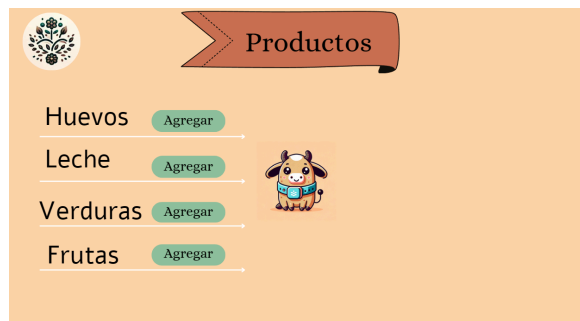 Productos
Huevos Agregar
Leche Agregar
Verduras Agregar
Frutas Agregar